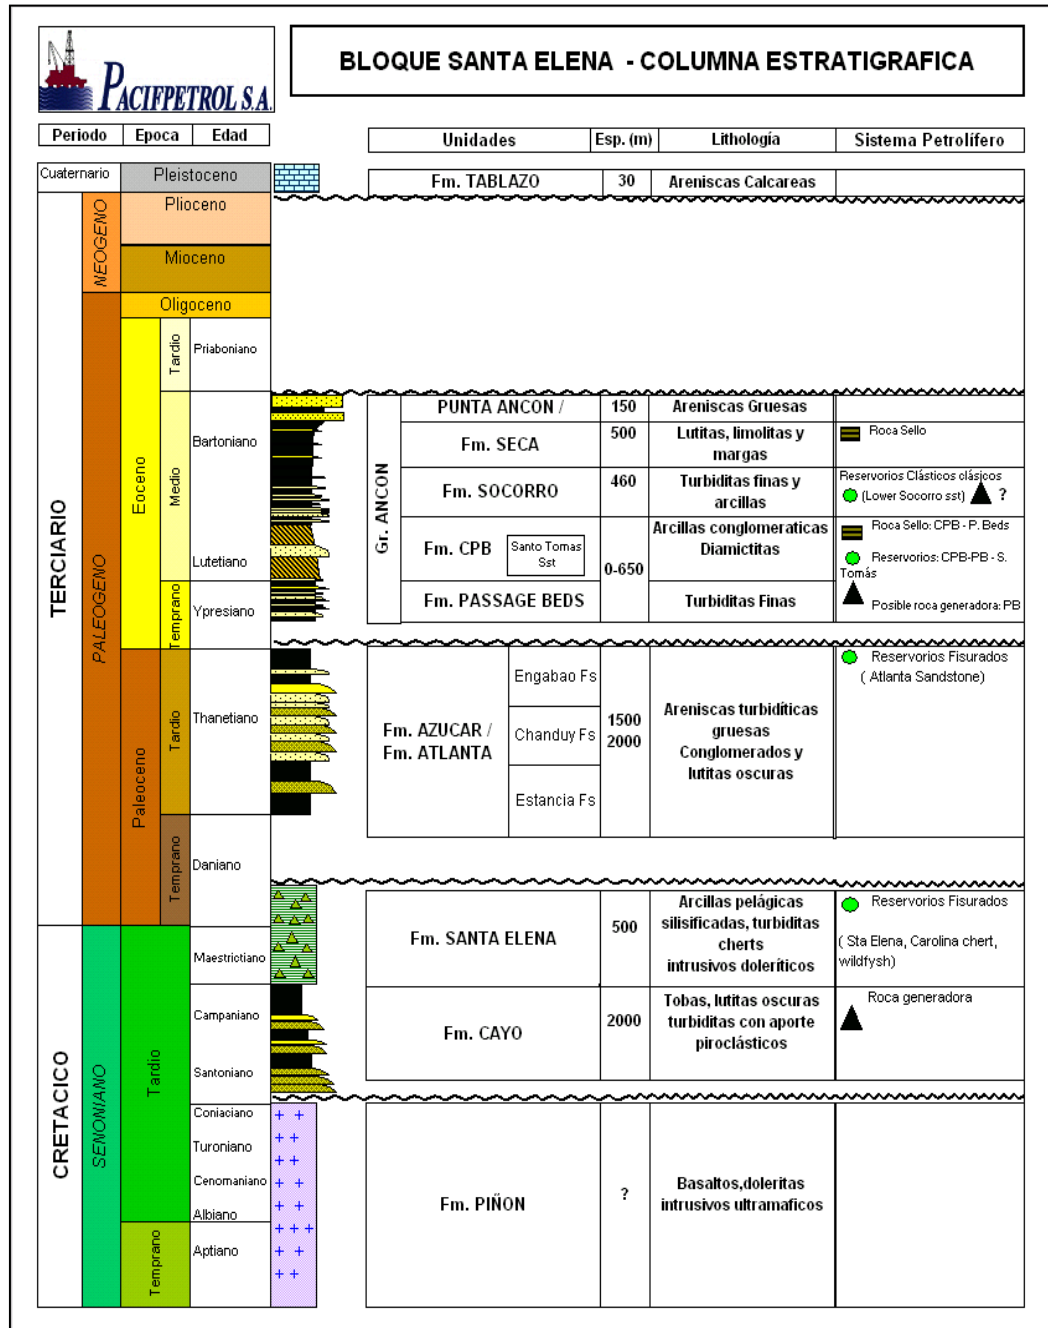 PACIFPETROL S.A.
BLOQUE SANTA ELENA - COLUMNA ESTRATIGRAFICA
Periodo Epoca Edad
Unidades Esp. (m) Lithología Sistema Petrolífero
Cuaternario Pleistoceno
Fm. TABLAZO 30 Areniscas Calcareas
TERCIARIO
NEOGENO
Plioceno
Mioceno
PALEOGENO
Oligoceno
Eoceno
Tardio
Priaboniano
Medio
Bartoniano
Lutetiano
Temprano
Ypresiano
Paleoceno
Tardio
Thanetiano
Temprano
Daniano
CRETACICO
SENONIANO
Tardio
Maestrictiano
Campaniano
Santoniano
Coniaciano
Turoniano
Cenomaniano
Albiano
Temprano
Aptiano
Gr. ANCON
PUNTA ANCON / 150 Areniscas Gruesas
Fm. SECA 500 Lutitas, limolitas y
margas
Roca Sello
Fm. SOCORRO 460 Turbiditas finas y
arcillas
Reservorios Clásticos clásicos
(Lower Socorro sst) ?
Fm. CPB
Santo Tomas
Sst
0-650
Arcillas conglomeraticas
Diamictitas
Roca Sello: CPB - P. Beds
Reservorios: CPB-PB - S.
Tomás
Posible roca generadora: PB
Fm. PASSAGE BEDS Turbiditas Finas
Fm. AZUCAR /
Fm. ATLANTA
Engabao Fs
Chanduy Fs
Estancia Fs
1500
2000
Areniscas turbidíticas
gruesas
Conglomerados y
lutitas oscuras
Reservorios Fisurados
( Atlanta Sandstone)
Fm. SANTA ELENA 500
Arcillas pelágicas
silisificadas, turbiditas
cherts
intrusivos doleríticos
Reservorios Fisurados
( Sta Elena, Carolina chert,
wildfysh)
Fm. CAYO 2000
Tobas, lutitas oscuras
turbiditas con aporte
piroclásticos
Roca generadora
Fm. PIÑON ?
Basaltos,doleritas
intrusivos ultramaficos